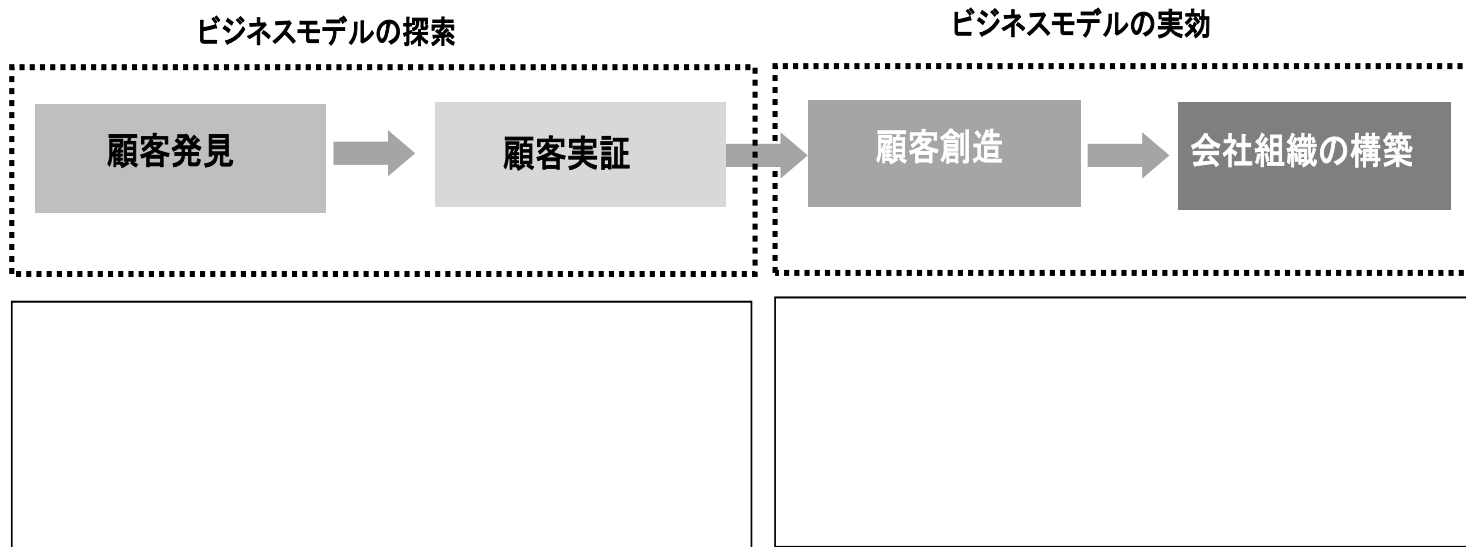 ビジネスモデルの探索
ビジネスモデルの実効
顧客発見
顧客実証
顧客創造
会社組織の構築